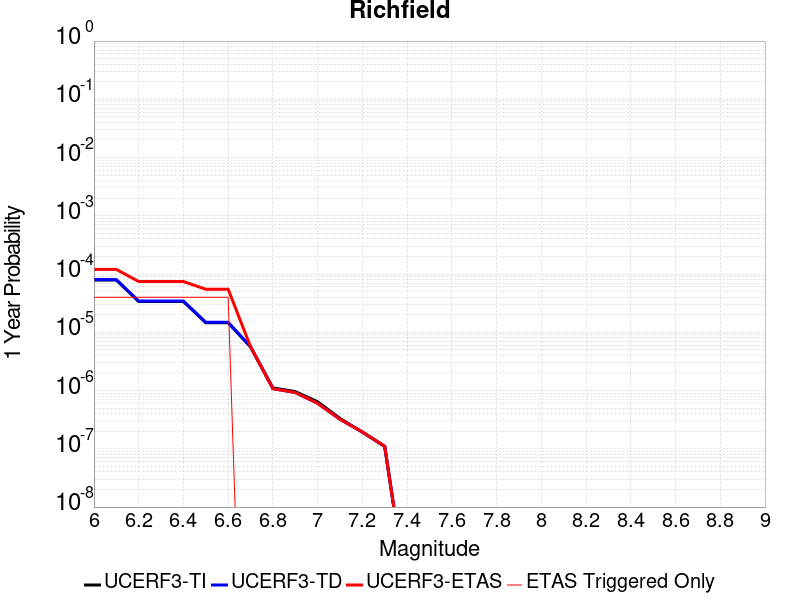 Richfield
1 Year Probability
10^0
10^-1
10^-2
10^-3
10^-4
10^-5
10^-6
10^-7
10^-8
6 6.2 6.4 6.6 6.8 7 7.2 7.4 7.6 7.8 8 8.2 8.4 8.6 8.8 9
Magnitude
UCERF3-TI UCERF3-TD UCERF3-ETAS ETAS Triggered Only